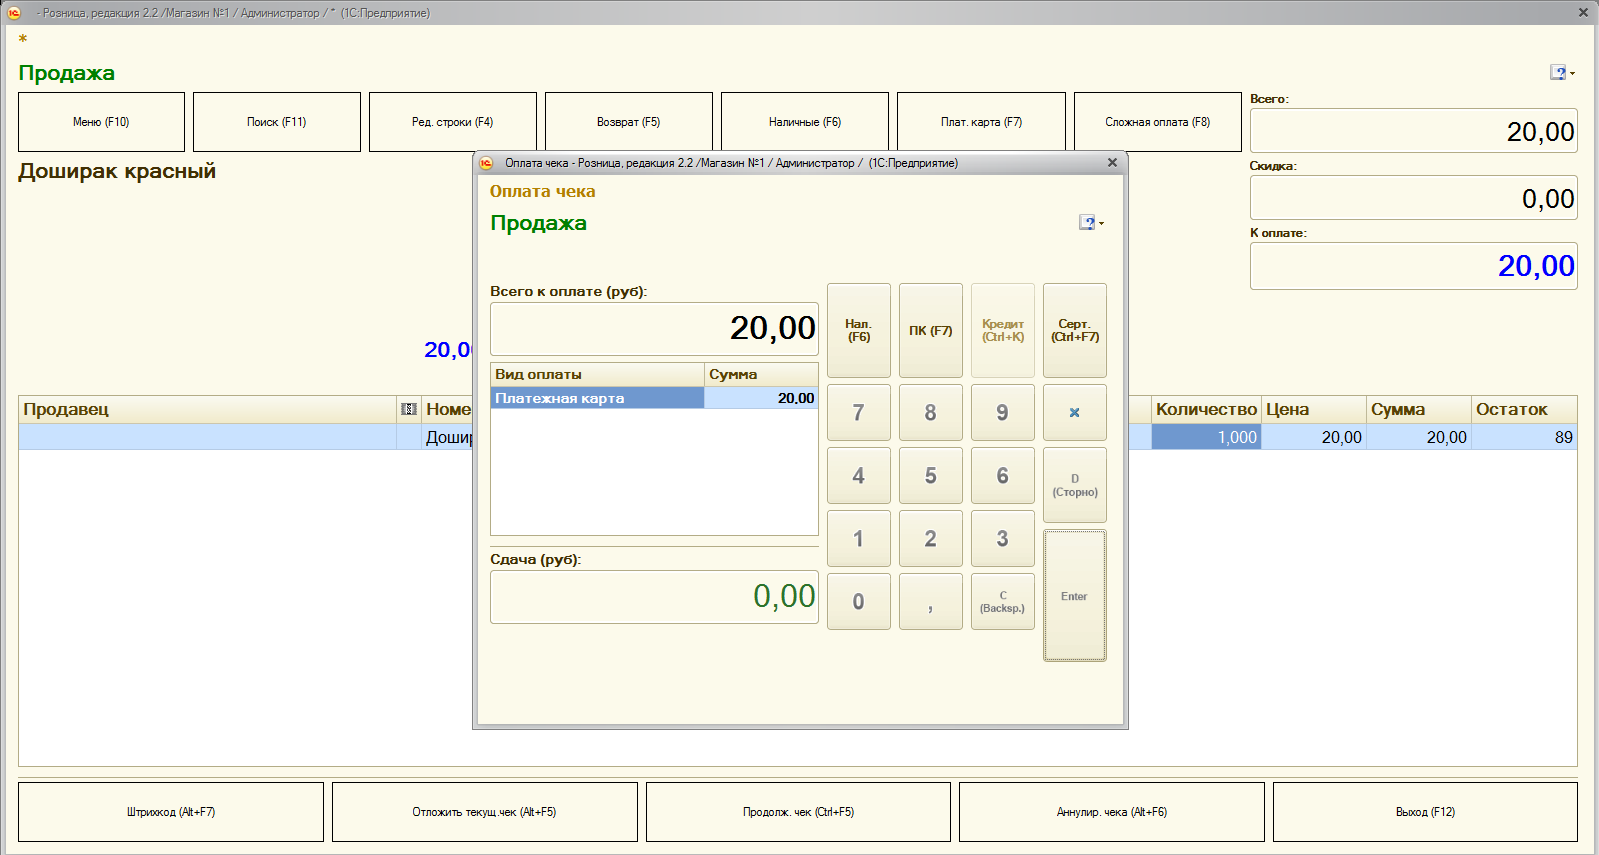 - Розница, редакция 2.2 /Магазин №1 / Администратор / * (1С:Предприятие)
*
Продажа
Меню (F10)
Поиск (F11)
Ред. строки (F4)
Возврат (F5)
Наличные (F6)
Плат. карта (F7)
Сложная оплата (F8)
Всего:
20,00
Скидка:
0,00
К оплате:
20,00
Доширак красный
20,0
Продавец
Номе
Количество
Цена
Сумма
Остаток
Дошир
1,000
20,00
20,00
89
Оплата чека - Розница, редакция 2.2 /Магазин №1 / Администратор / (1С:Предприятие)
Оплата чека
Продажа
Всего к оплате (руб):
20,00
Вид оплаты
Сумма
Платежная карта
20,00
Сдача (руб):
0,00
Нал.
(F6)
ПК (F7)
Кредит
(Ctrl+K)
Серт.
(Ctrl+F7)
7
8
9
4
5
6
D
(Сторно)
1
2
3
Enter
0
,
C
(Backsp.)
Штрихкод (Alt+F7)
Отложить текущ.чек (Alt+F5)
Продолж. чек (Ctrl+F5)
Аннулир. чека (Alt+F6)
Выход (F12)